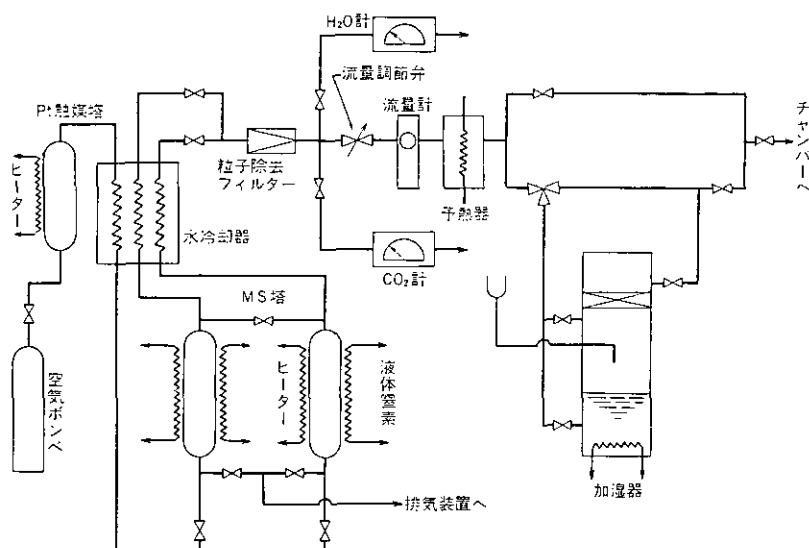 H₂O計
流量調節弁
流量計
Pt触媒塔
チャンバーへ
ヒーター
粒子除去
フィルター
予熱器
水冷却器
CO₂計
MS塔
空気ボンベ
ヒーター
液体窒素
排気装置へ
加湿器